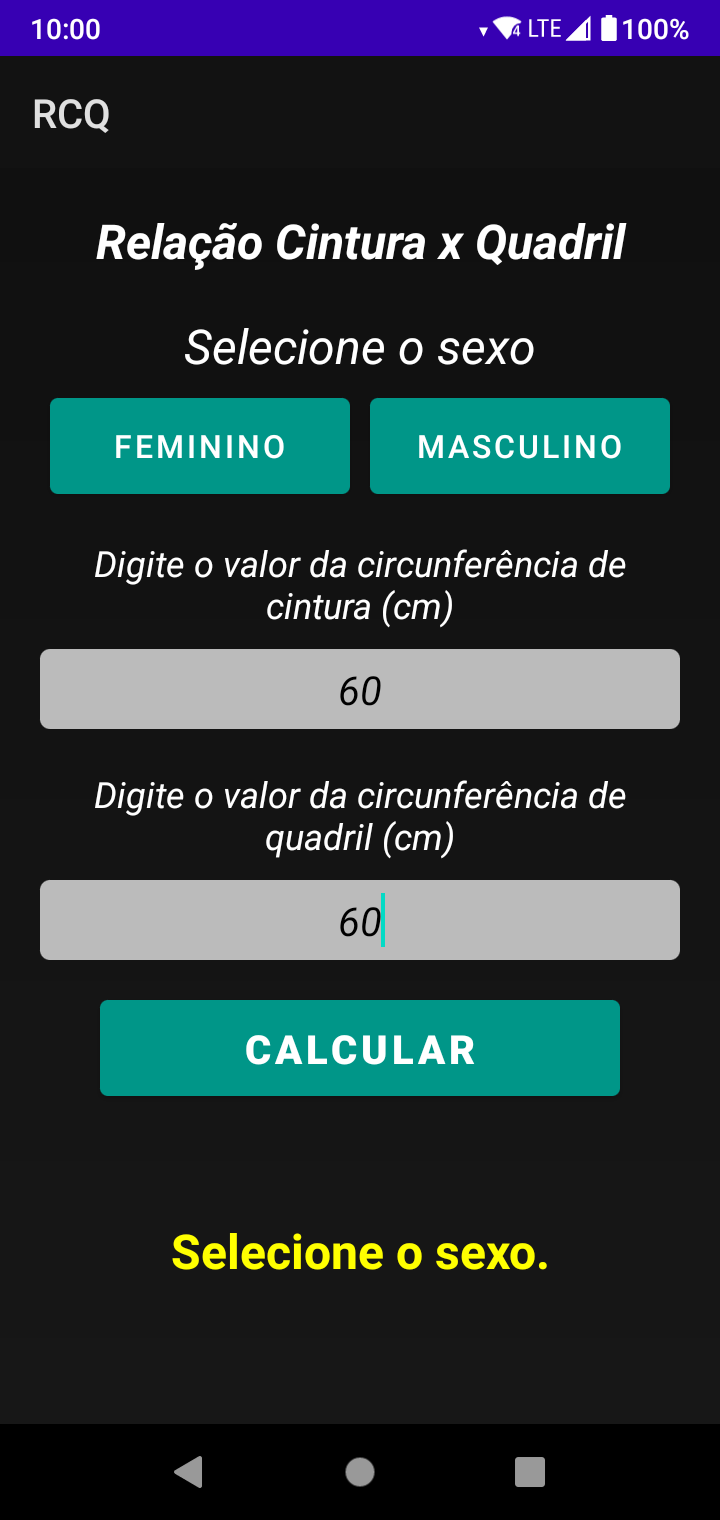 10:00 LTE 100%
RCQ
Relação Cintura x Quadril
Selecione o sexo
FEMININO MASCULINO
Digite o valor da circunferência de
cintura (cm)
60
Digite o valor da circunferência de
quadril (cm)
60
CALCULAR
Selecione o sexo.